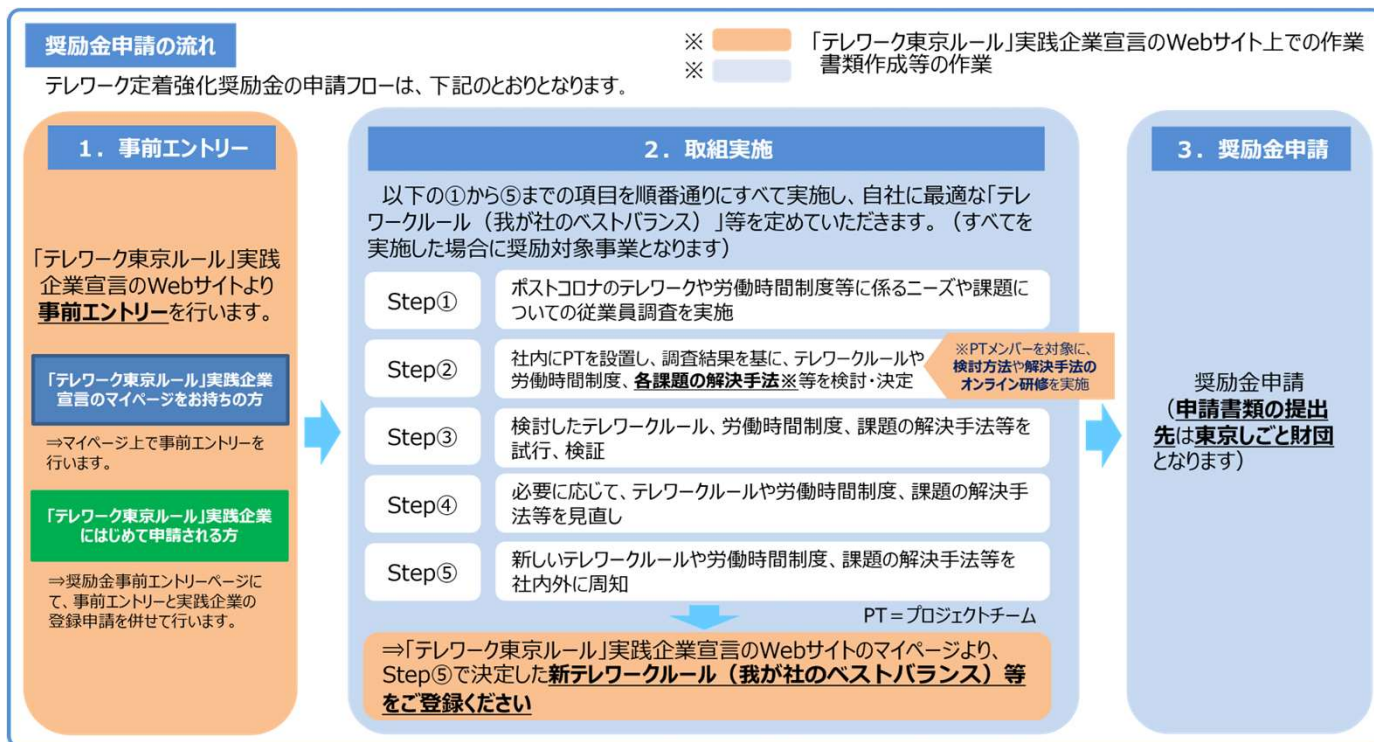 奨励金申請の流れ
※ 「テレワーク東京ルール」実践企業宣言のWebサイト上での作業
※ 書類作成等の作業
テレワーク定着強化奨励金の申請フローは、下記のとおりとなります。
1．事前エントリー
「テレワーク東京ルール」実践
企業宣言のWebサイトより
事前エントリーを行います。
「テレワーク東京ルール」実践企業
宣言のマイページをお持ちの方
⇒マイページ上で事前エントリーを
行います。
「テレワーク東京ルール」実践企業
にはじめて申請される方
⇒奨励金事前エントリーページに
て、事前エントリーと実践企業の
登録申請を併せて行います。
2．取組実施
以下の①から⑤までの項目を順番通りにすべて実施し、自社に最適な「テレ
ワークルール（我が社のベストバランス）」等を定めていただきます。（すべてを
実施した場合に奨励対象事業となります）
Step①
ポストコロナのテレワークや労働時間制度等に係るニーズや課題に
ついての従業員調査を実施
Step②
社内にPTを設置し、調査結果を基に、テレワークルールや
労働時間制度、各課題の解決手法※等を検討・決定
※PTメンバーを対象に、
検討方法や解決手法の
オンライン研修を実施
Step③
検討したテレワークルール、労働時間制度、課題の解決手法等を
試行、検証
Step④
必要に応じて、テレワークルールや労働時間制度、課題の解決手
法等を見直し
Step⑤
新しいテレワークルールや労働時間制度、課題の解決手法等を
社内外に周知
PT＝プロジェクトチーム
⇒「テレワーク東京ルール」実践企業宣言のWebサイトのマイページより、
Step⑤で決定した新テレワークルール（我が社のベストバランス）等
をご登録ください
3．奨励金申請
奨励金申請
（申請書類の提出
先は東京しごと財団
となります）